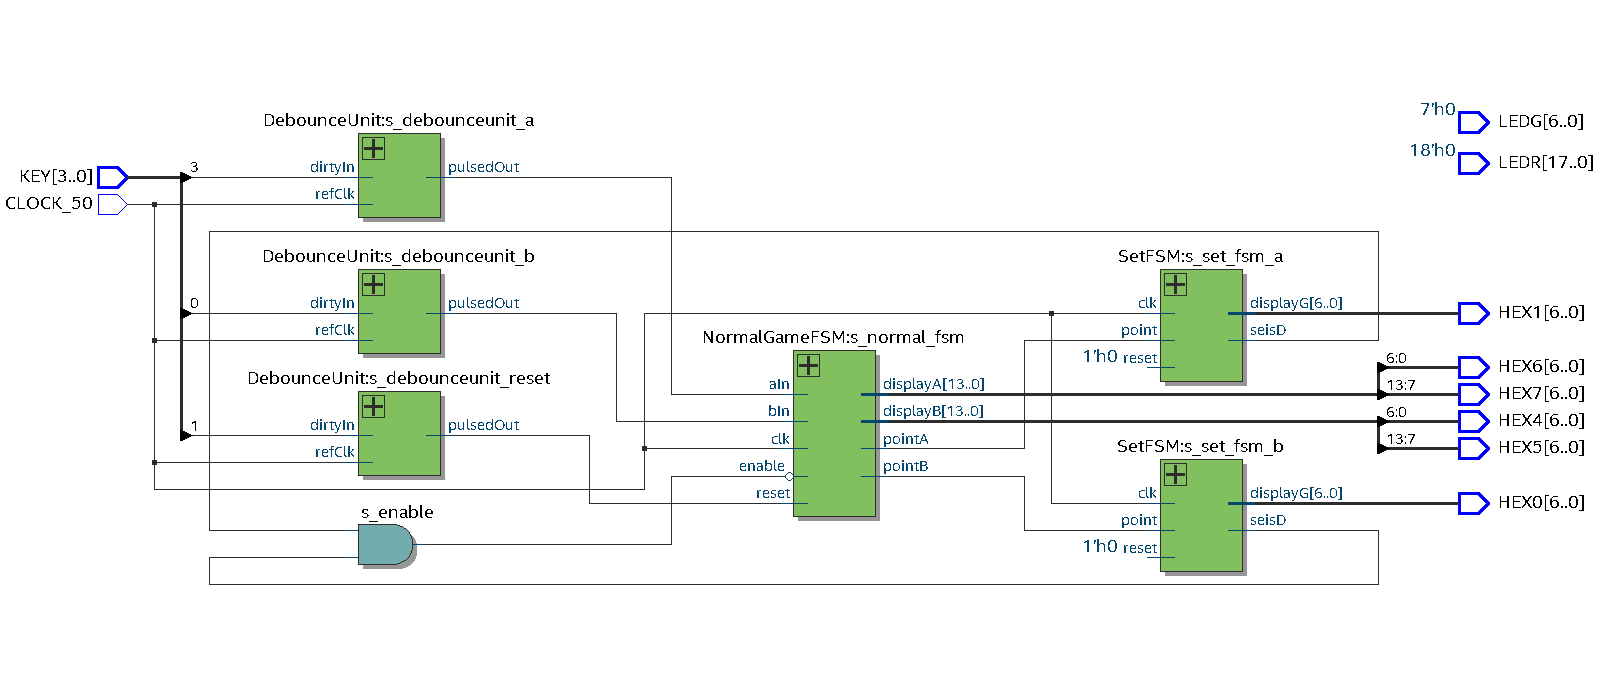 KEY[3..0]
CLOCK_50
3
0
1
DebounceUnit:s_debounceunit_a
dirtyIn
refClk
pulsedOut
DebounceUnit:s_debounceunit_b
dirtyIn
refClk
pulsedOut
DebounceUnit:s_debounceunit_reset
dirtyIn
refClk
pulsedOut
s_enable
NormalGameFSM:s_normal_fsm
aIn
bIn
clk
enable
reset
displayA[13..0]
displayB[13..0]
pointA
pointB
SetFSM:s_set_fsm_a
clk
point
1'h0 reset
displayG[6..0]
seisD
SetFSM:s_set_fsm_b
clk
point
1'h0 reset
displayG[6..0]
seisD
7'h0
LEDG[6..0]
18'h0
LEDR[17..0]
HEX1[6..0]
6:0
HEX6[6..0]
13:7
HEX7[6..0]
6:0
HEX4[6..0]
13:7
HEX5[6..0]
HEX0[6..0]